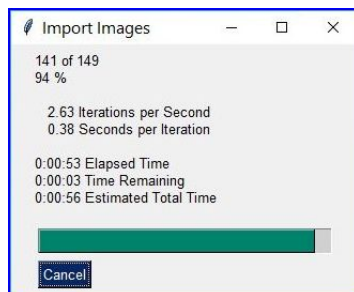 Import Images
141 of 149
94 %
2.63 Iterations per Second
0.38 Seconds per Iteration
0:00:53 Elapsed Time
0:00:03 Time Remaining
0:00:56 Estimated Total Time
Cancel